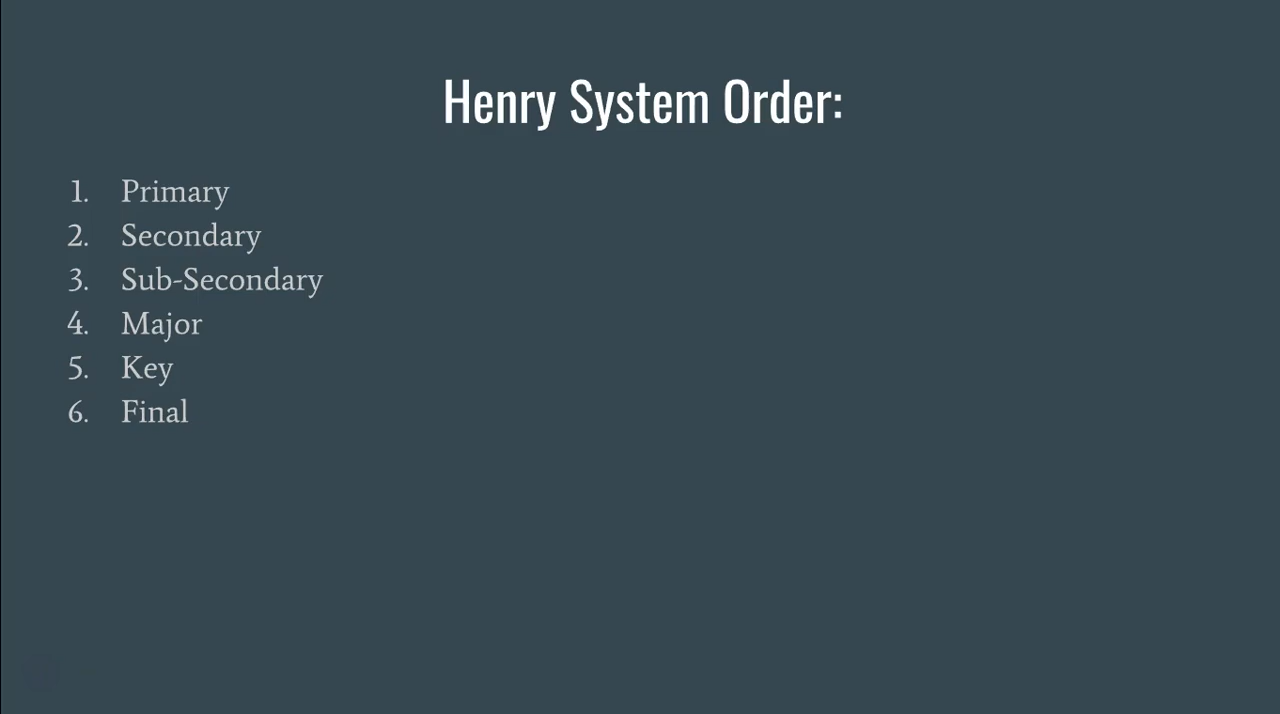 Henry System Order:
1. Primary
2. Secondary
3. Sub-Secondary
4. Major
5. Key
6. Final